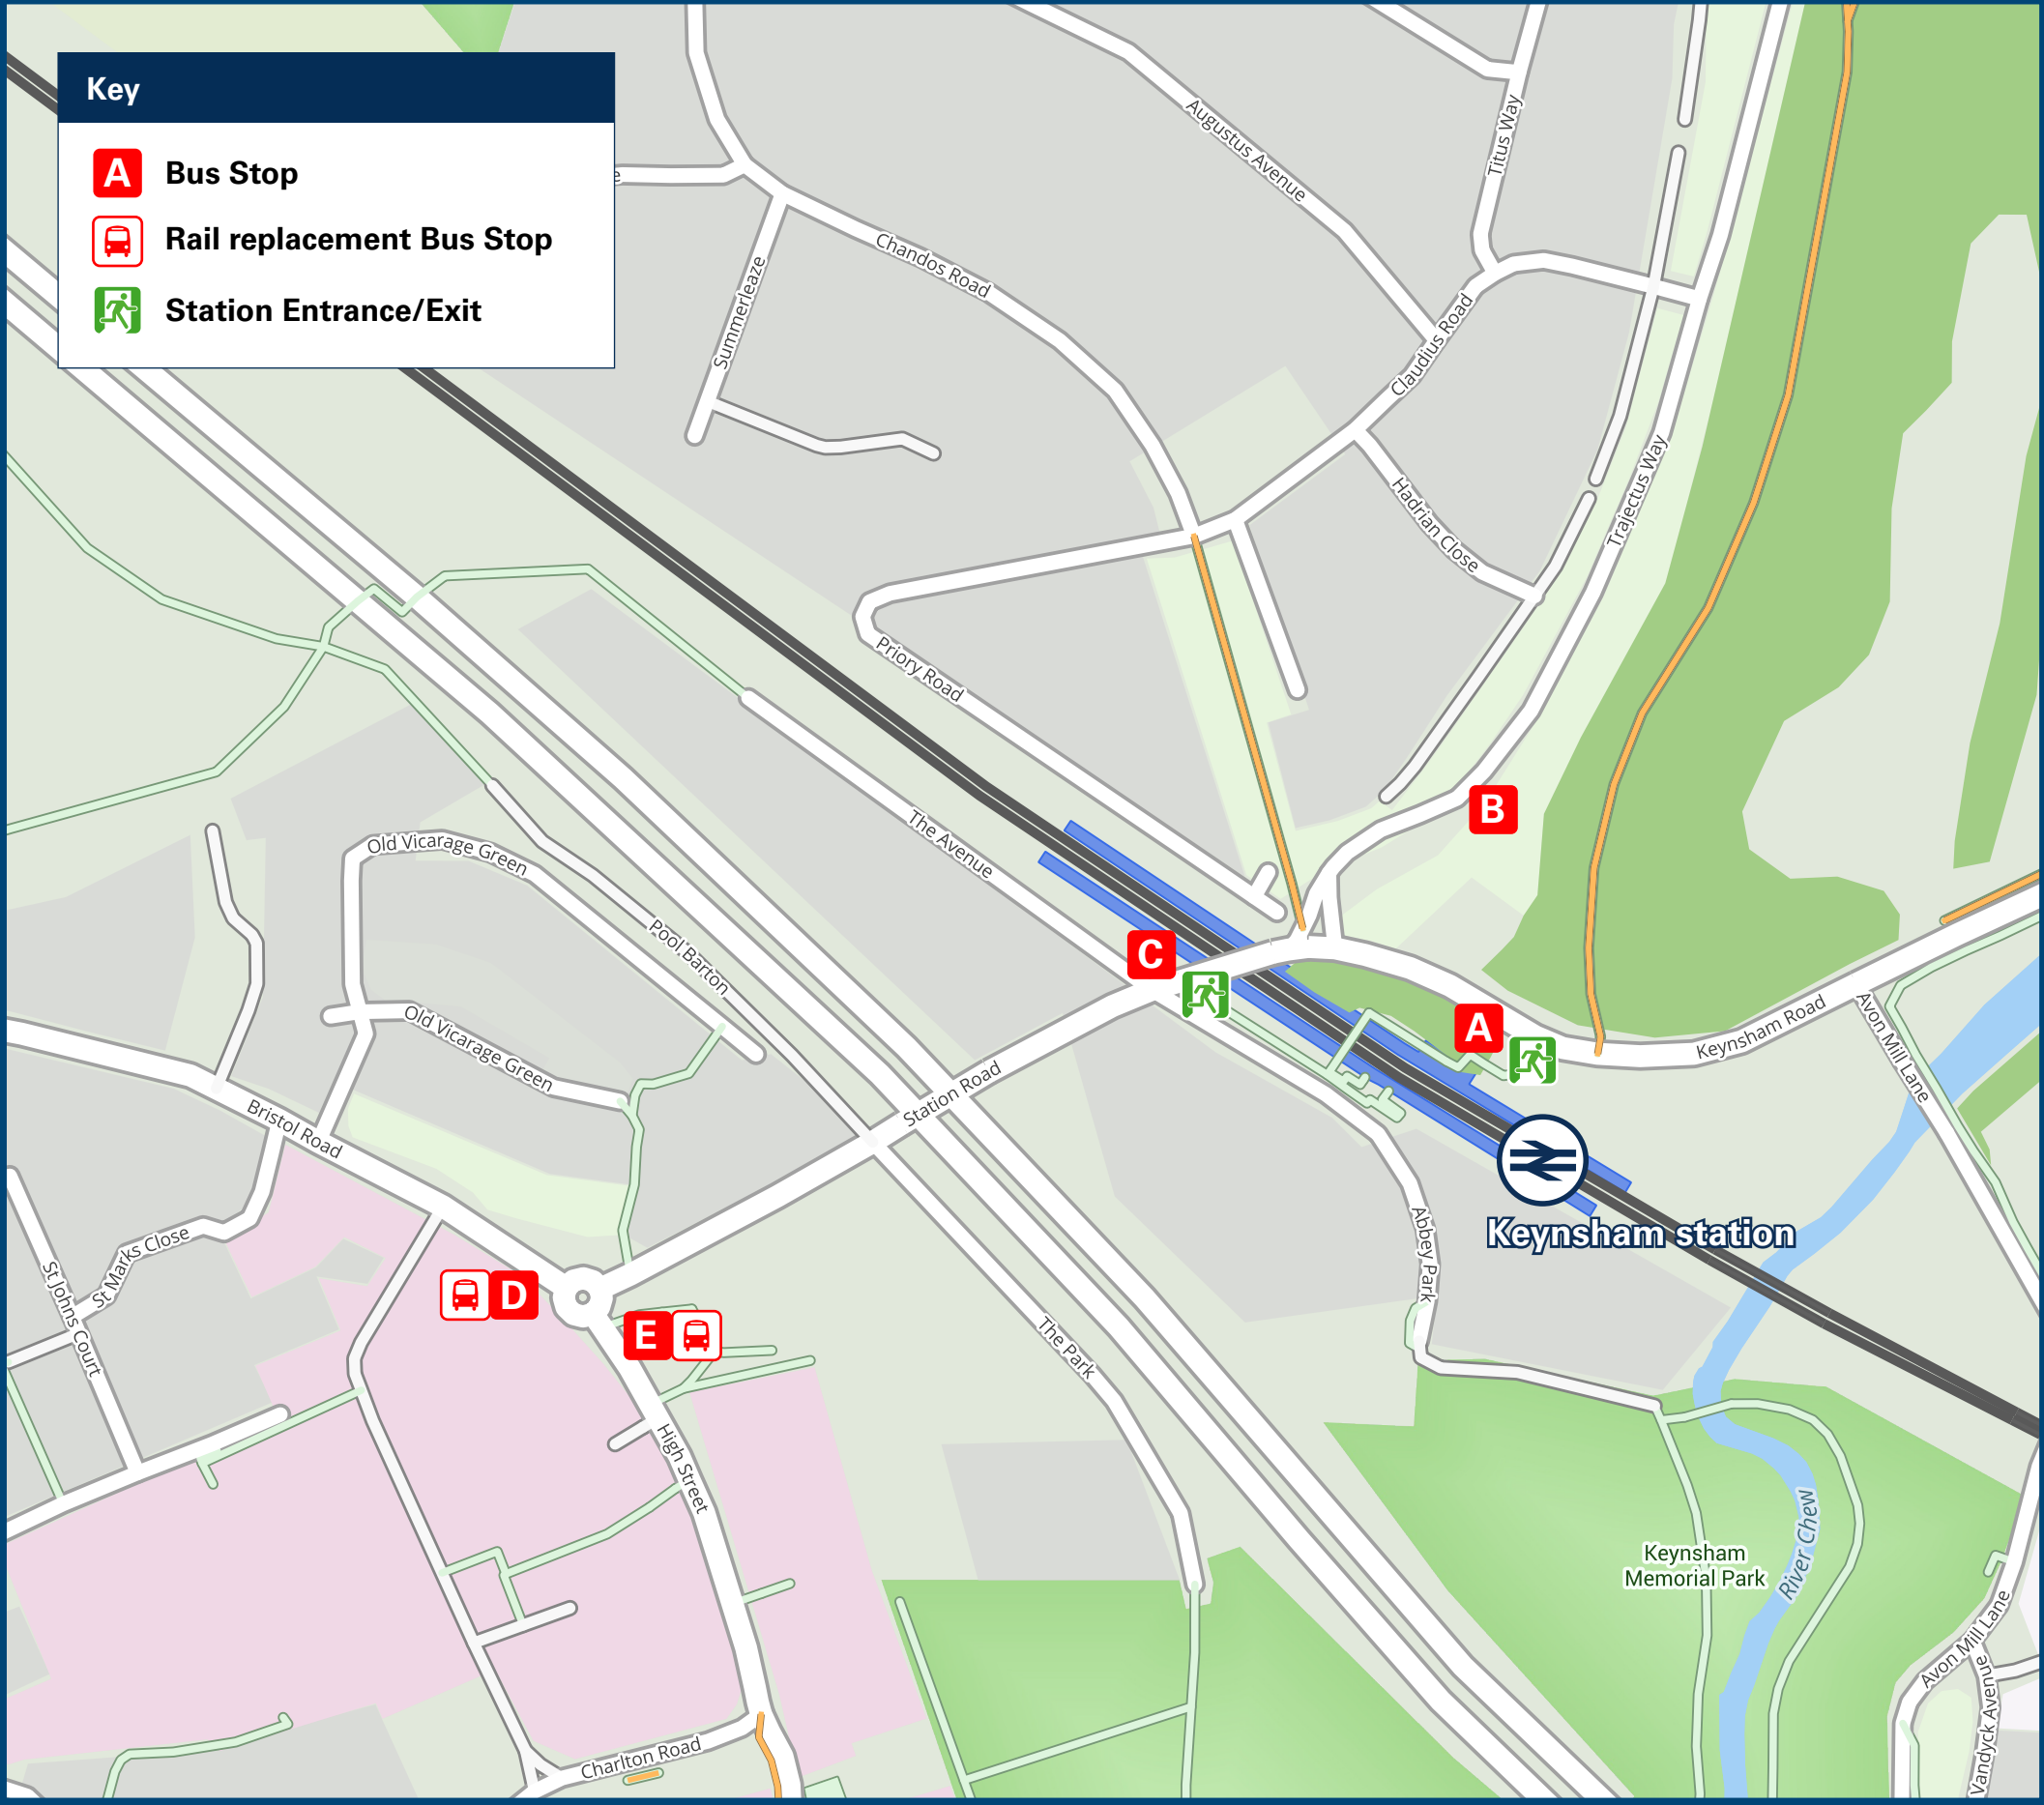 Key
A Bus Stop
Rail replacement Bus Stop
Station Entrance/Exit
e
Augustus Avenue
Titus Way
Chandos Road
Summerleaze
Claudius Road
Hadrian Close
Trajectus Way
Priory Road
B
The Avenue
Old Vicarage Green
Pool Barton
C
A
Keynsham Road
Avon Mill Lane
Old Vicarage Green
Station Road
Bristol Road
Keynsham station
Abbey Park
St Marks Close
St Johns Court
D
E
The Park
High Street
Keynsham
Memorial Park
River Chew
Avon Mill Lane
Vandyck Avenue
Charlton Road